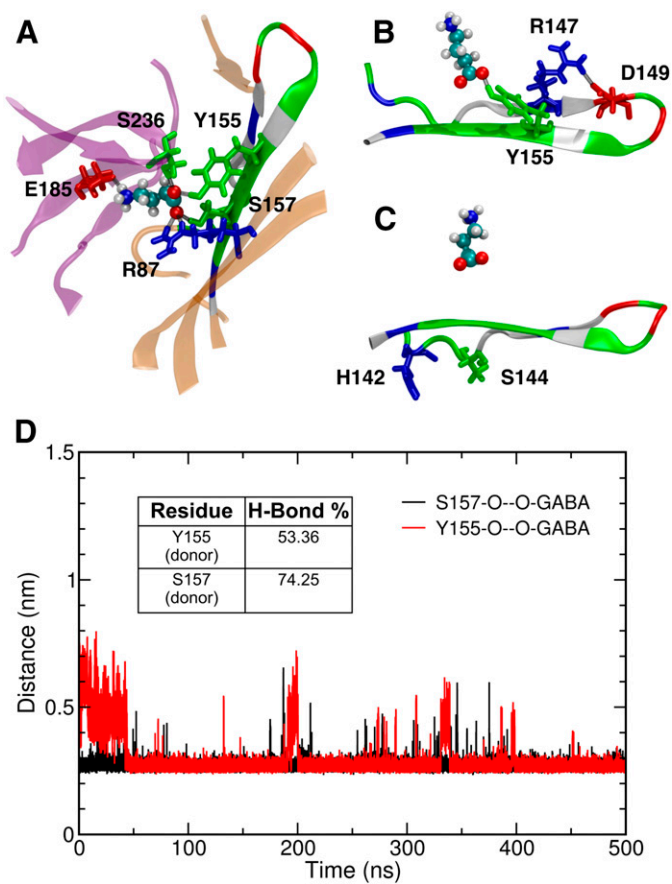 A
S236 Y155
E185
S157
R87
B
R147
D149
Y155
C
H142
S144
D
Residue H-Bond %
Y155 53.36
(donor)
S157 74.25
(donor)
S157-O--O-GABA
Y155-O--O-GABA
1.5
1
0.5
0
Distance (nm)
0 100 200 300 400 500
Time (ns)